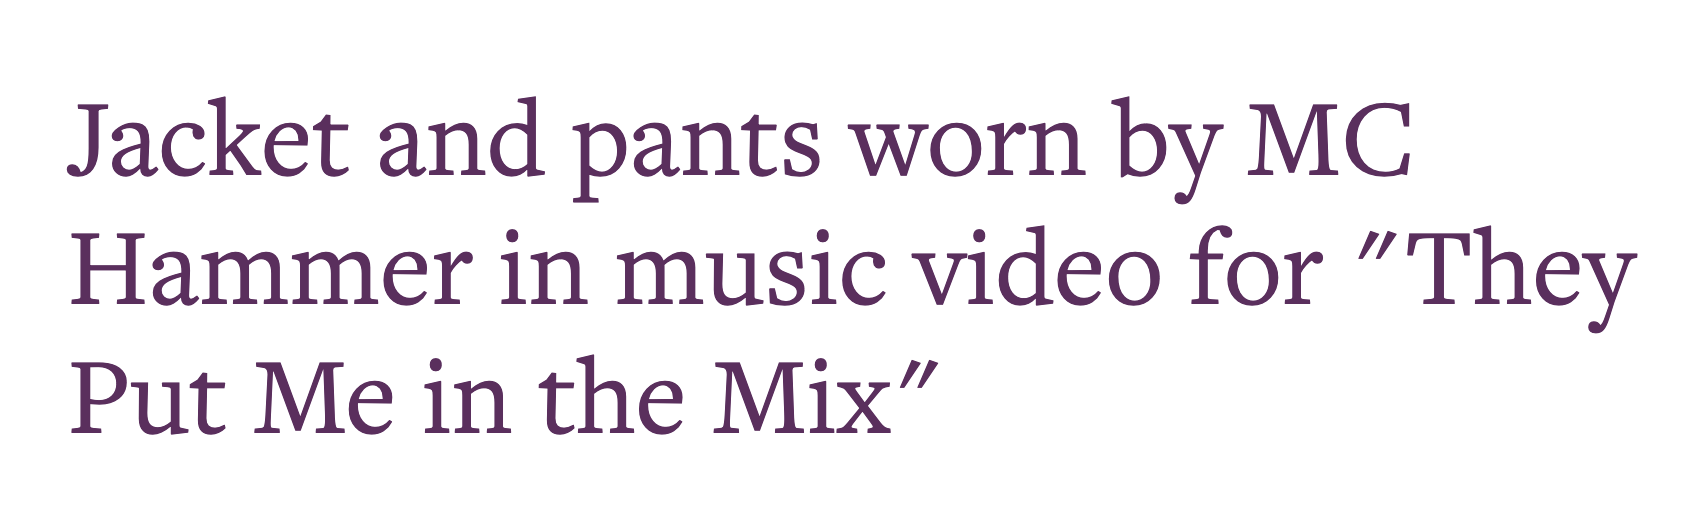 Jacket and pants worn by MC
Hammer in music video for "They
Put Me in the Mix"